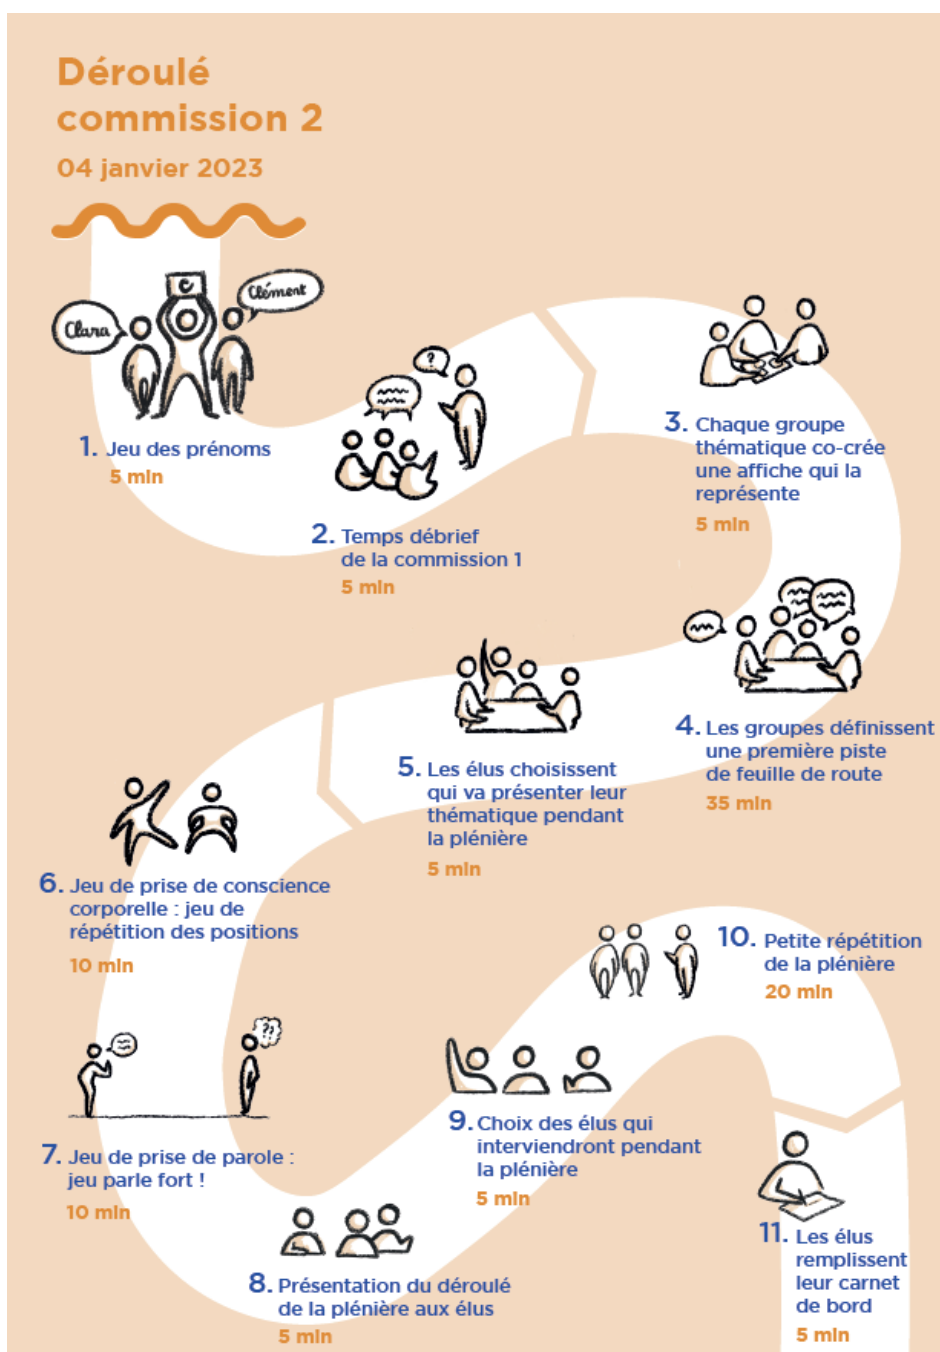 Déroulé
commission 2
04 janvier 2023
Clara
C
Clément
1. Jeu des prénoms
5 min
?
2. Temps débrief
de la commission 1
5 min
3. Chaque groupe
thématique co-crée
une affiche qui la
représente
5 min
4. Les groupes définissent
une première piste
de feuille de route
35 min
5. Les élus choisissent
qui va présenter leur
thématique pendant
la plénière
5 min
6. Jeu de prise de conscience
corporelle : jeu de
répétition des positions
10 min
??
7. Jeu de prise de parole :
jeu parle fort !
10 min
8. Présentation du déroulé
de la plénière aux élus
5 min
9. Choix des élus qui
interviendront pendant
la plénière
5 min
10. Petite répétition
de la plénière
20 min
11. Les élus
remplissent
leur carnet
de bord
5 min